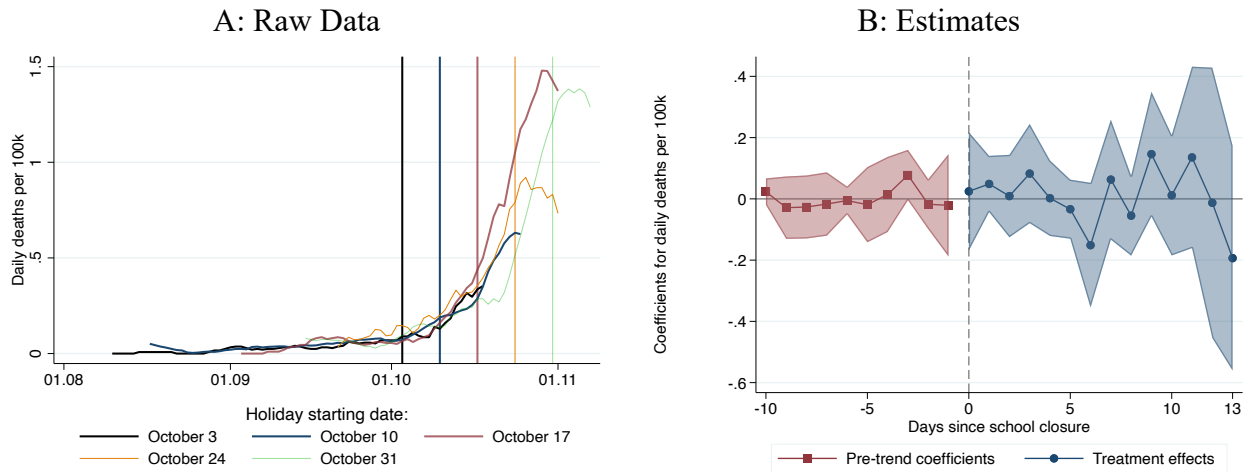 A: Raw Data
Daily deaths per 100k
1.5
1
.5
0
01.08
01.09
01.10
01.11
Holiday starting date:
October 3
October 10
October 17
October 24
October 31
B: Estimates
Coefficients for daily deaths per 100k
.4
.2
0
-.2
-.4
-.6
-10
-5
0
5
10
13
Days since school closure
Pre-trend coefficients
Treatment effects